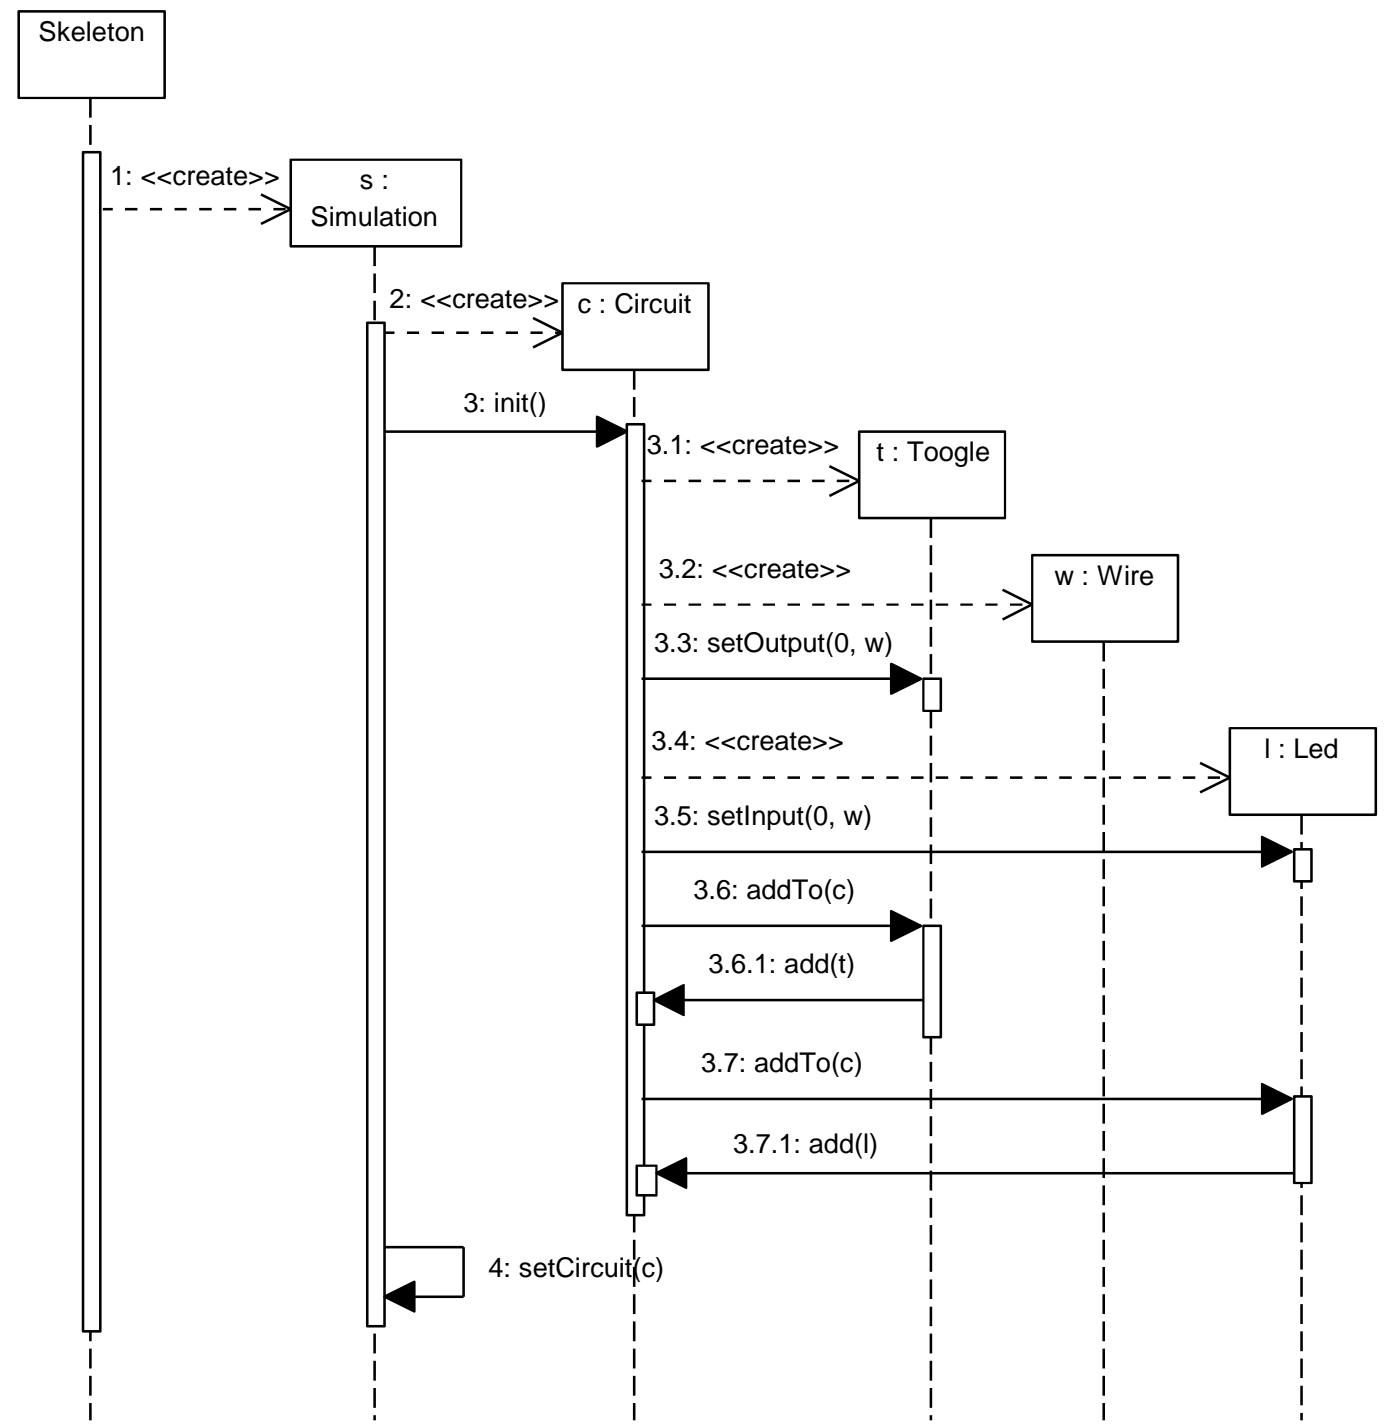 Skeleton
1: <<create>>
s :
Simulation
2: <<create>>
c : Circuit
3: init()
3.1: <<create>>
t : Toogle
3.2: <<create>>
w : Wire
3.3: setOutput(0, w)
3.4: <<create>>
l : Led
3.5: setInput(0, w)
3.6: addTo(c)
3.6.1: add(t)
3.7: addTo(c)
3.7.1: add(l)
4: setCircuit(c)